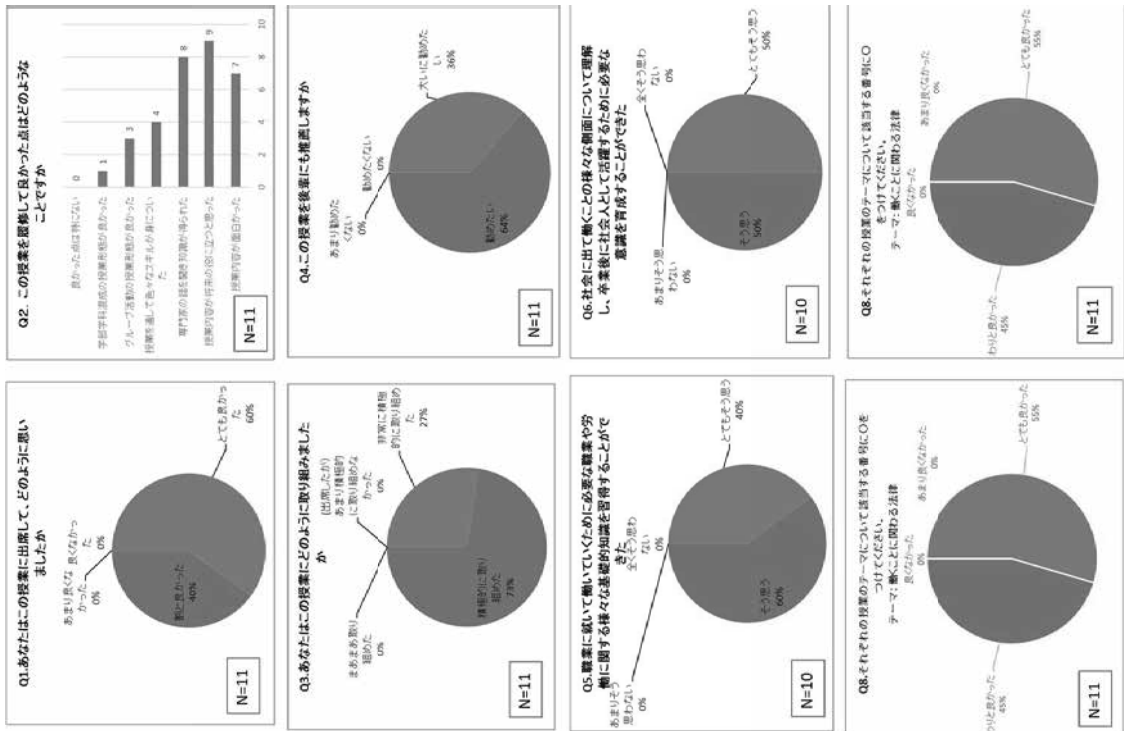 Q1.あなたはこの授業に出席して、どのように思い
ましたか
あまり良くな
かった
0%
良くなかっ
た
0%
割と良かった
40%
とても良かっ
た
60%
N=11
Q2. この授業を履修して良かった点はどのような
ことですか
良かった点は特にない
0
学部学科混成の授業形態が良かった
1
グループ活動の授業形態が良かった
3
授業を通して色々なスキルが身につい
た
4
専門家の話を聞き知識が得られた
8
授業内容が将来の役に立つと思った
9
授業内容が面白かった
7
0
2
4
6
8
10
N=11
Q3.あなたはこの授業にどのように取り組みました
か
まあまあ取り
組めた
0%
(出席したが)
あまり積極的
に取り組めな
かった
0%
非常に積極
的に取り組め
た
27%
積極的に取り
組めた
73%
N=11
Q4.この授業を後輩にも推薦しますか
あまり勧めた
くない
0%
勧めたくない
0%
大いに勧めた
い
36%
勧めたい
64%
N=11
Q5.職業に就いて働いていくために必要な職業や労
働に関する様々な基礎的知識を習得することがで
きた
あまりそう
思わない
0%
全くそう思わ
ない
0%
とてもそう思う
40%
そう思う
60%
N=10
Q6.社会に出て働くことの様々な側面について理解
し、卒業後に社会人として活躍するために必要な
意識を育成することができた
あまりそう思
わない
0%
全くそう思わ
ない
0%
とてもそう思う
50%
そう思う
50%
N=10
Q8.それぞれの授業のテーマについて該当する番号に○を
つけてください。
テーマ:働くことに関わる法律
良くなかった
0%
あまり良くなかった
0%
とても良かった
55%
わりと良かった
45%
N=11
Q8.それぞれの授業のテーマについて該当する番号に○
をつけてください。
テーマ:働くことに関わる法律
良くなかった
0%
あまり良くなかった
0%
とても良かった
55%
わりと良かった
45%
N=11